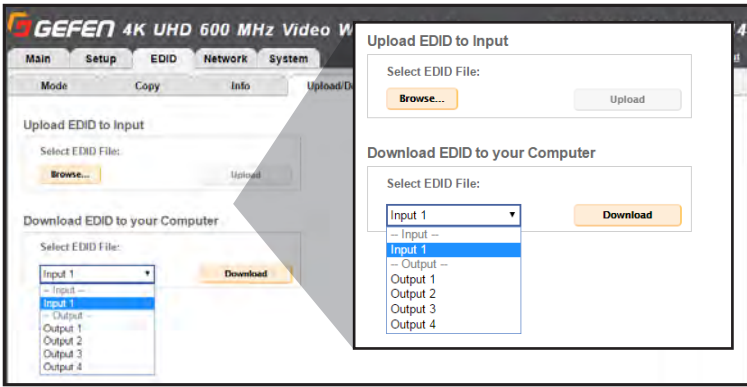 GEFEN 4K UHD 600 MHz Video W
4
Main Setup EDID Network System
Mode Copy Info Upload/Do
Upload EDID to Input
Select EDID File:
Browse... Upload
Download EDID to your Computer
Select EDID File:
Input 1 Download
-- Input --
Input 1
-- Output --
Output 1
Output 2
Output 3
Output 4
Upload EDID to Input
Select EDID File:
Browse... Upload
Download EDID to your Computer
Select EDID File:
Input 1 Download
-- Input --
Input 1
-- Output --
Output 1
Output 2
Output 3
Output 4